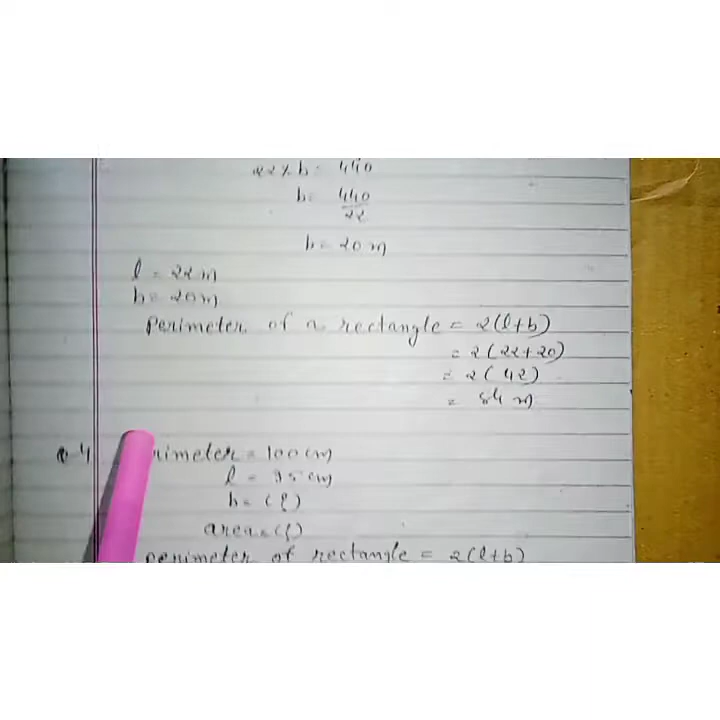 22 × b = 440
b = 440/22
b = 20 m
l = 22 m
b = 20 m
Perimeter of a rectangle = 2(l+b)
= 2(22+20)
= 2(42)
= 84 m
Q.4 rimeter = 100 cm
l = 35 cm
b = (?)
area = (?)
perimeter of rectangle = 2(l+b)